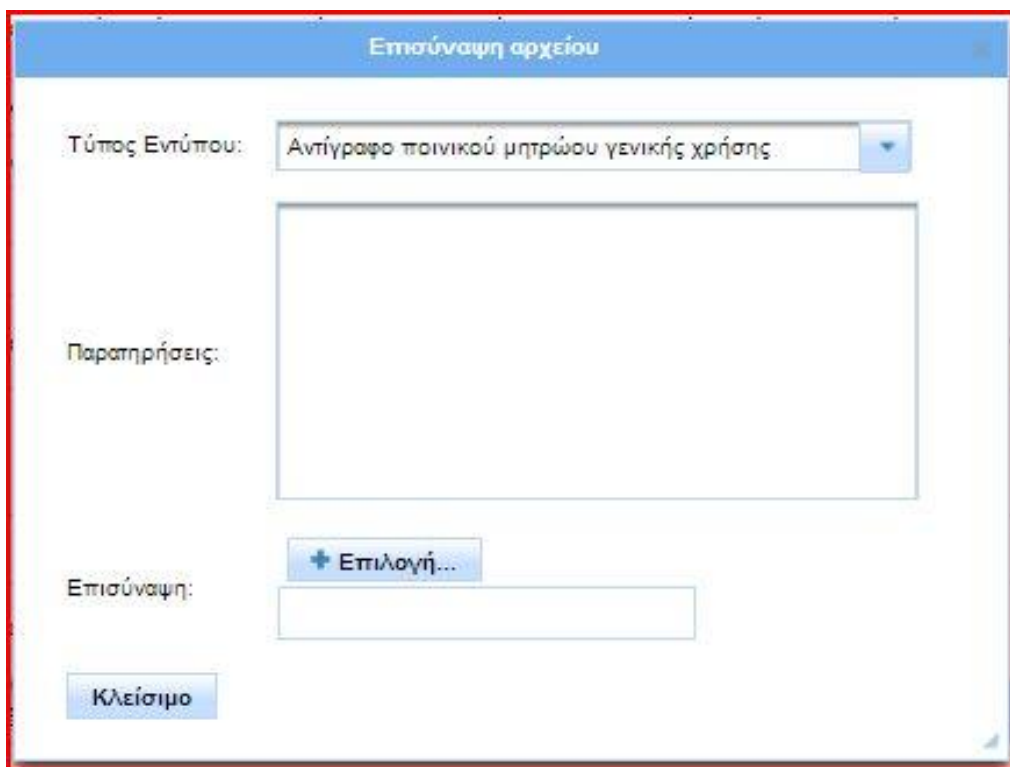 Επισύναψη αρχείου
Τύπος Εντύπου:
Αντίγραφο ποινικού μητρώου γενικής χρήσης
Παρατηρήσεις:
+ Επιλογή...
Επισύναψη:
Κλείσιμο